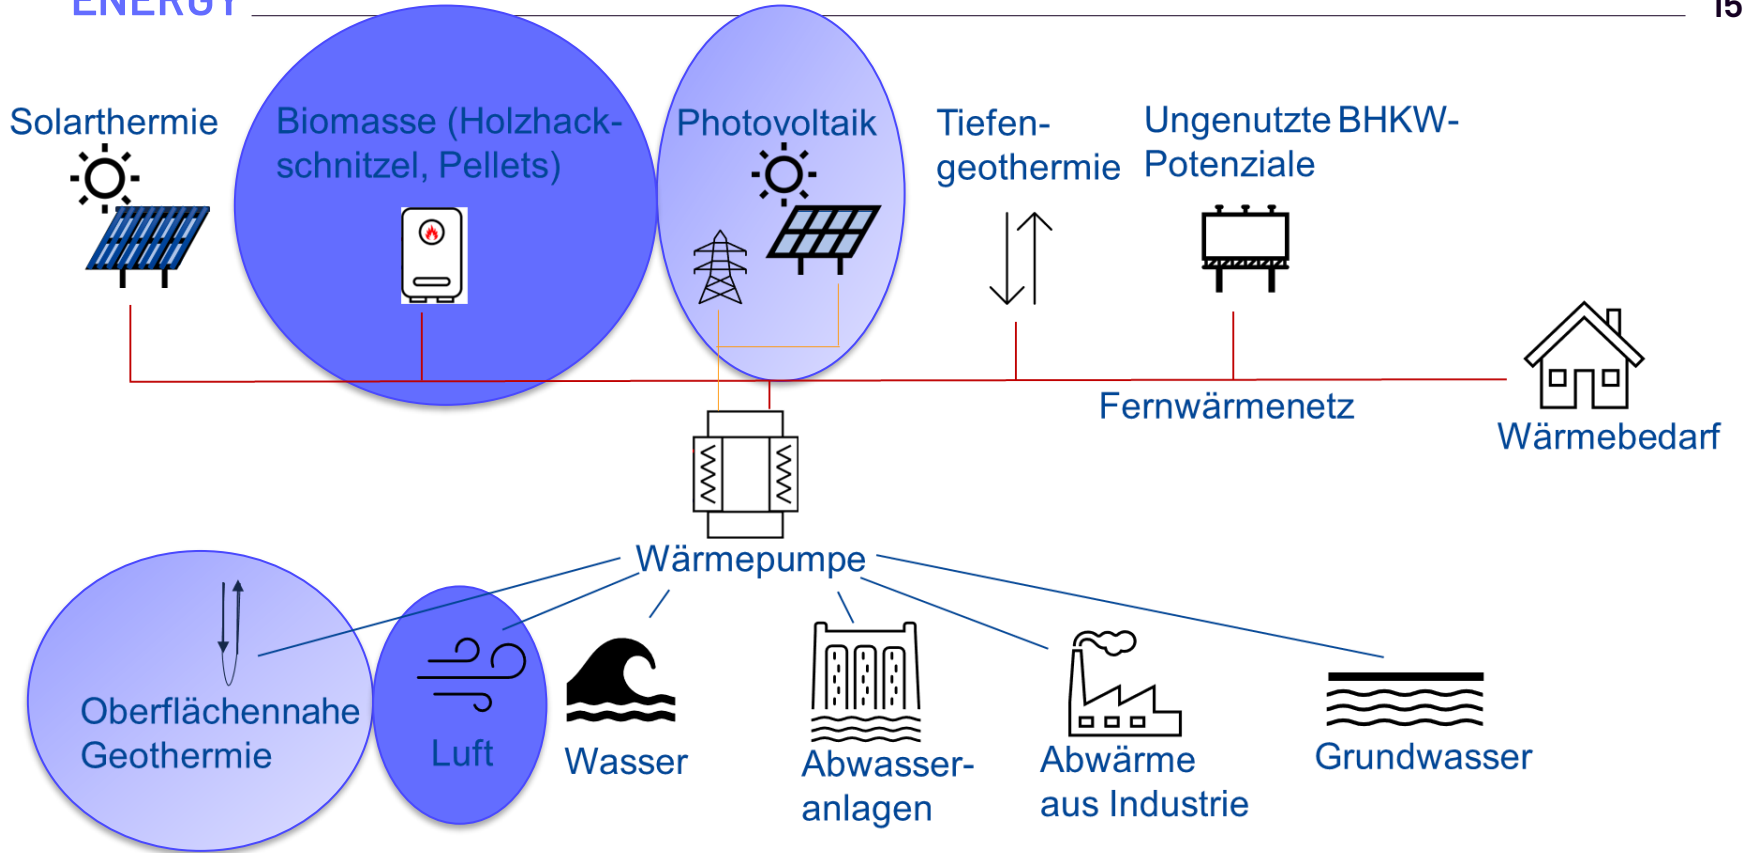 ENERGY
15
Solarthermie
Biomasse (Holzhack-
schnitzel, Pellets)
Photovoltaik
Tiefen-
geothermie
Ungenutzte BHKW-
Potenziale
Fernwärmenetz
Wärmebedarf
Wärmepumpe
Oberflächennahe
Geothermie
Luft
Wasser
Abwasser-
anlagen
Abwärme
aus Industrie
Grundwasser